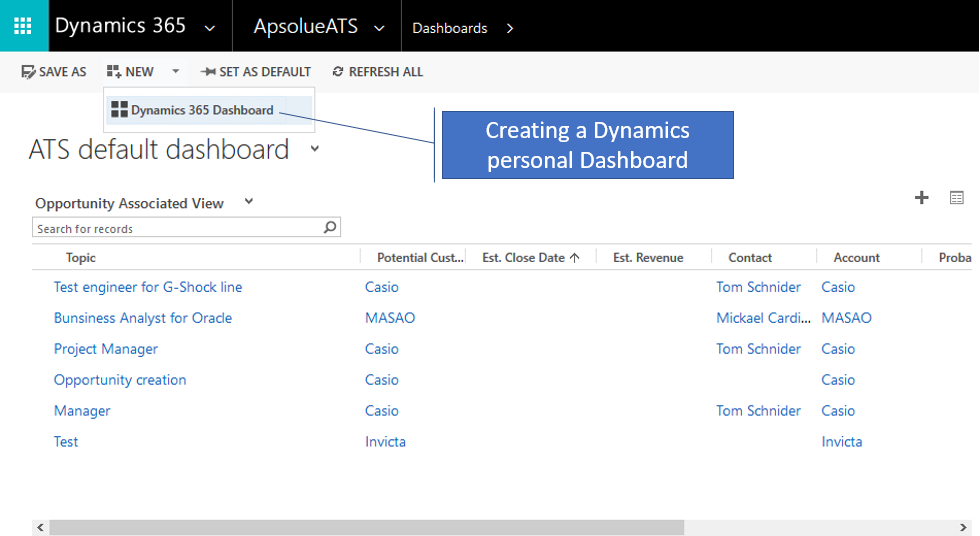 Dynamics 365 ApsolueATS Dashboards
SAVE AS NEW SET AS DEFAULT REFRESH ALL
Dynamics 365 Dashboard
Creating a Dynamics
personal Dashboard
ATS default dashboard
Opportunity Associated View
Search for records
Topic Potential Cust... Est. Close Date Est. Revenue Contact Account Proba
Test engineer for G-Shock line Casio Tom Schnider Casio
Bunsiness Analyst for Oracle MASAO Mickael Cardi... MASAO
Project Manager Casio Tom Schnider Casio
Opportunity creation Casio Casio
Manager Casio Tom Schnider Casio
Test Invicta Invicta